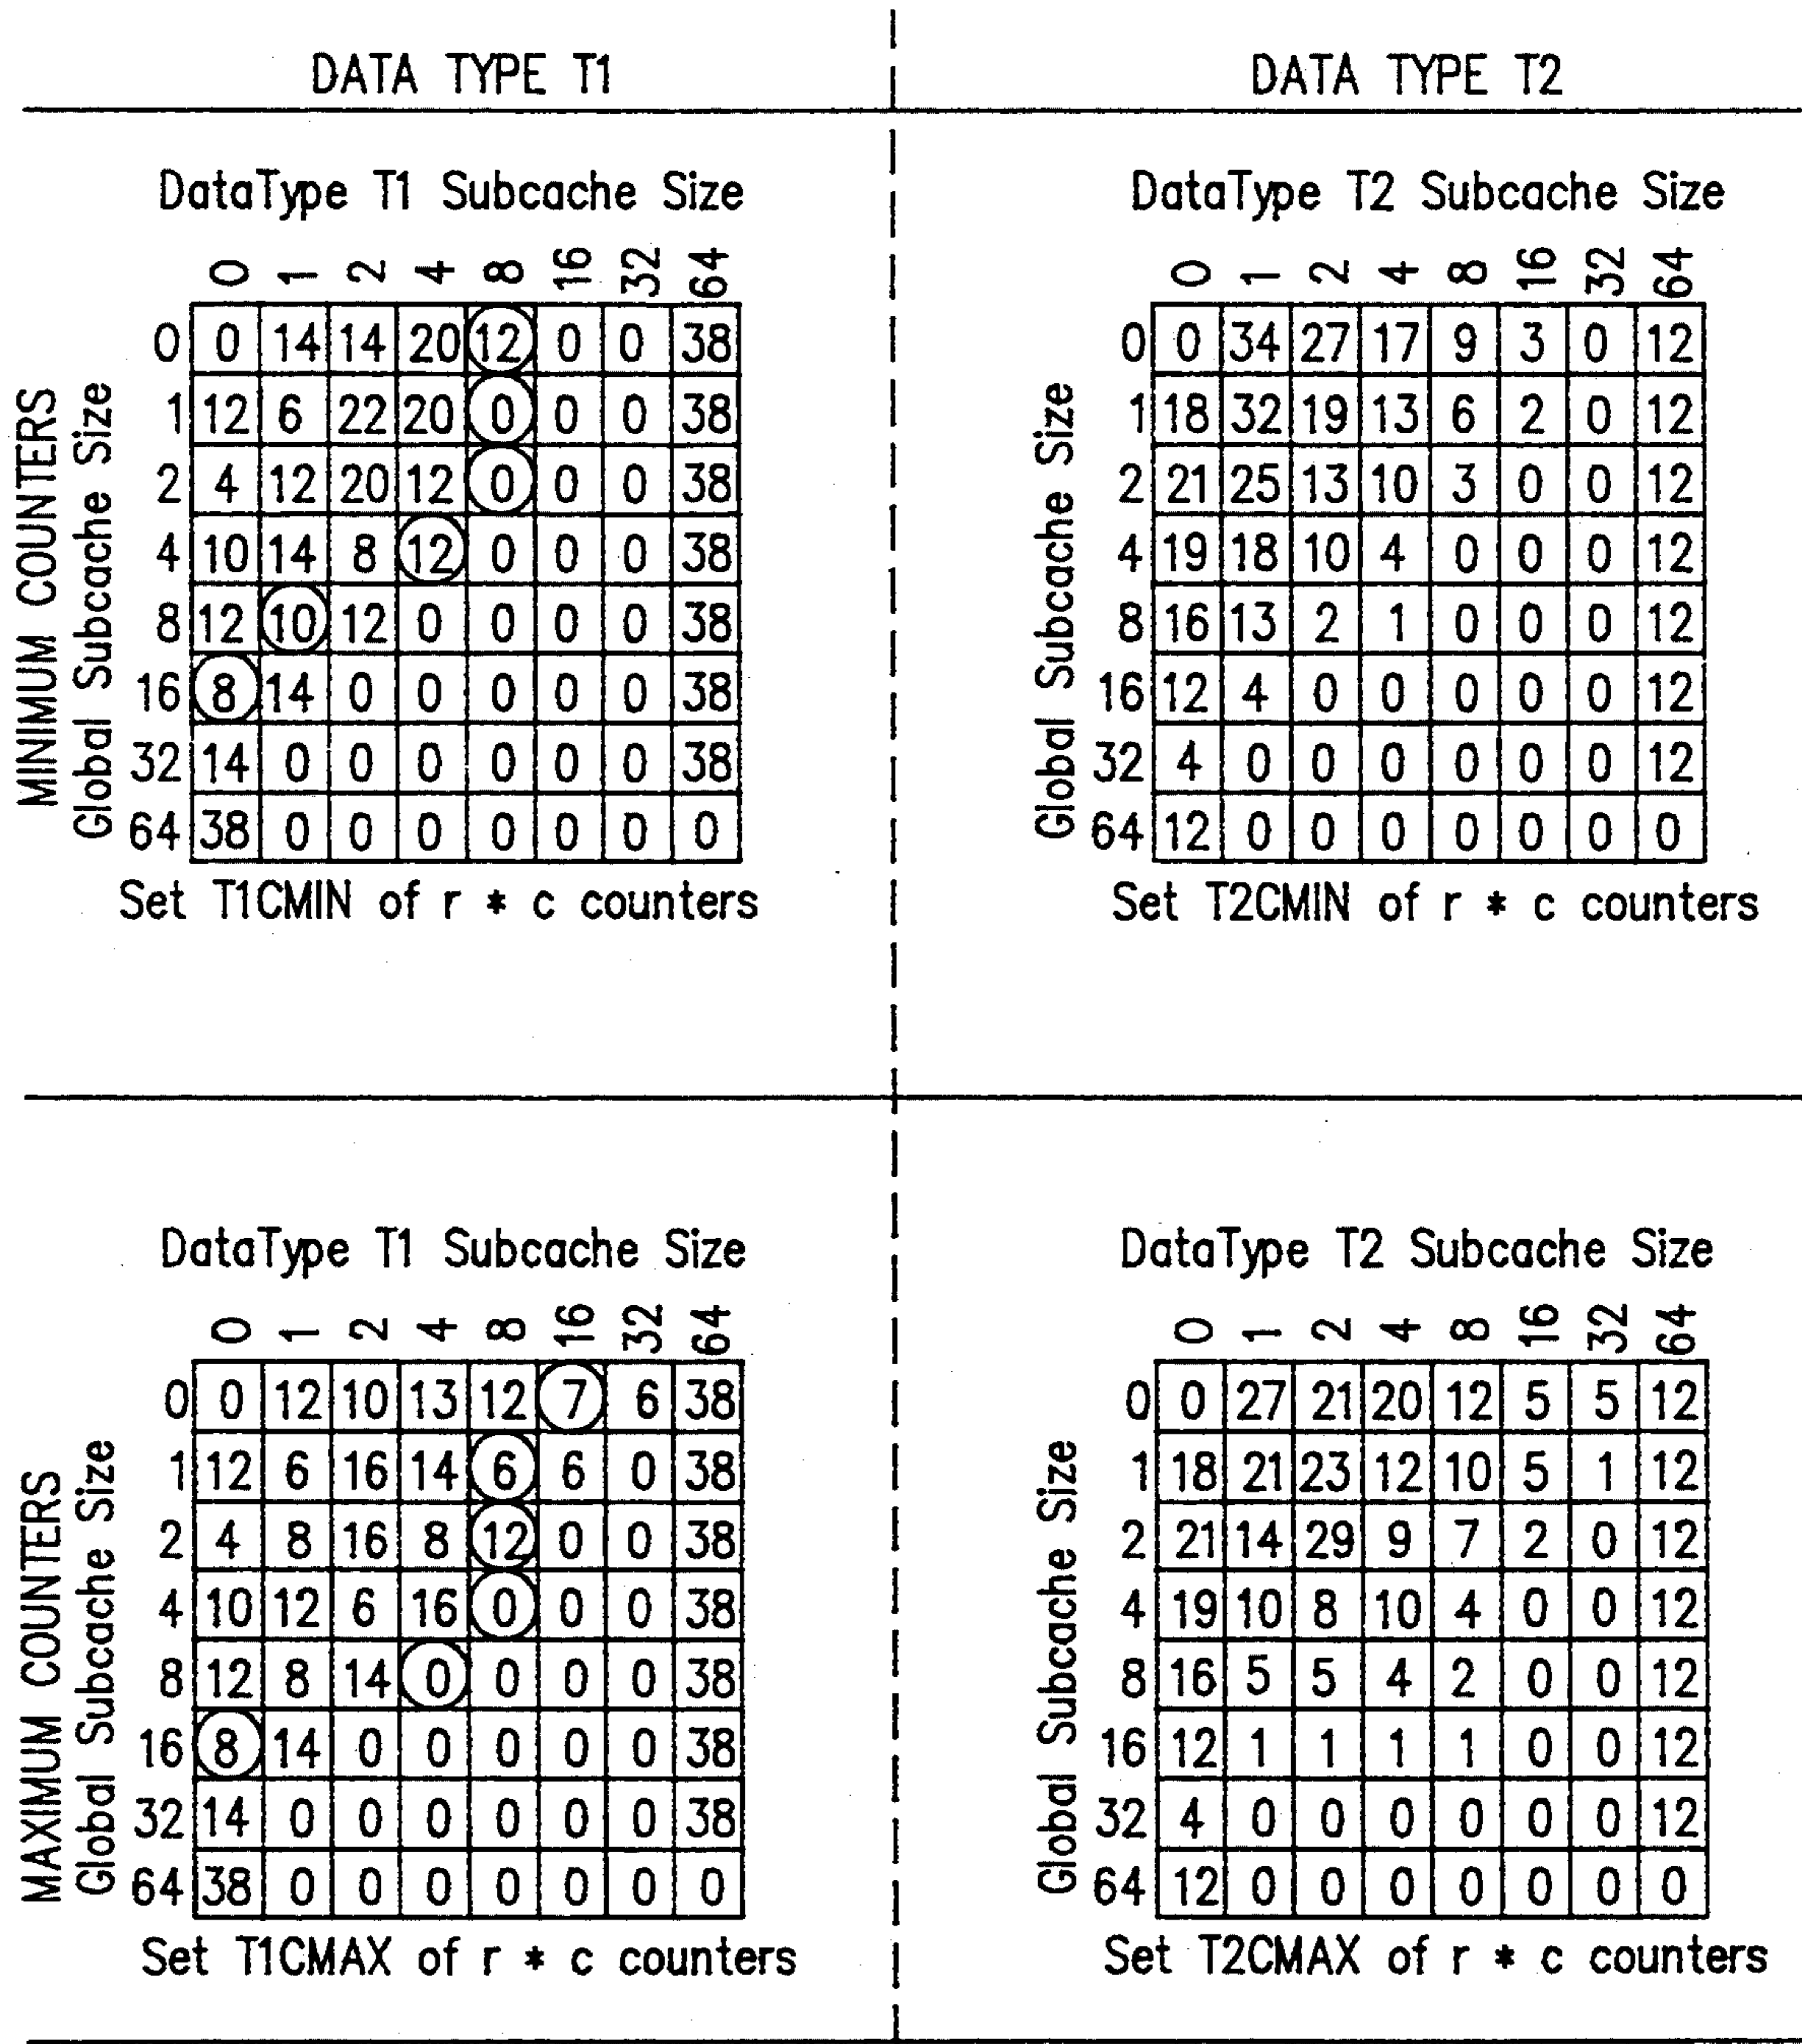 DATA TYPE T1
DATA TYPE T2
DataType T1 Subcache Size
0 1 2 4 8 16 32 64
MINIMUM COUNTERS
Global Subcache Size
0 0 14 14 20 12 0 0 38
1 12 6 22 20 0 0 0 38
2 4 12 20 12 0 0 0 38
4 10 14 8 12 0 0 0 38
8 12 10 12 0 0 0 0 38
16 8 14 0 0 0 0 0 38
32 14 0 0 0 0 0 0 38
64 38 0 0 0 0 0 0 0
Set T1CMIN of r * c counters
DataType T2 Subcache Size
0 1 2 4 8 16 32 64
Global Subcache Size
0 0 34 27 17 9 3 0 12
1 18 32 19 13 6 2 0 12
2 21 25 13 10 3 0 0 12
4 19 18 10 4 0 0 0 12
8 16 13 2 1 0 0 0 12
16 12 4 0 0 0 0 0 12
32 4 0 0 0 0 0 0 12
64 12 0 0 0 0 0 0 0
Set T2CMIN of r * c counters
DataType T1 Subcache Size
0 1 2 4 8 16 32 64
MAXIMUM COUNTERS
Global Subcache Size
0 0 12 10 13 12 7 6 38
1 12 6 16 14 6 6 0 38
2 4 8 16 8 12 0 0 38
4 10 12 6 16 0 0 0 38
8 12 8 14 0 0 0 0 38
16 8 14 0 0 0 0 0 38
32 14 0 0 0 0 0 0 38
64 38 0 0 0 0 0 0 0
Set T1CMAX of r * c counters
DataType T2 Subcache Size
0 1 2 4 8 16 32 64
Global Subcache Size
0 0 27 21 20 12 5 5 12
1 18 21 23 12 10 5 1 12
2 21 14 29 9 7 2 0 12
4 19 10 8 10 4 0 0 12
8 16 5 5 4 2 0 0 12
16 12 1 1 1 1 0 0 12
32 4 0 0 0 0 0 0 12
64 12 0 0 0 0 0 0 0
Set T2CMAX of r * c counters